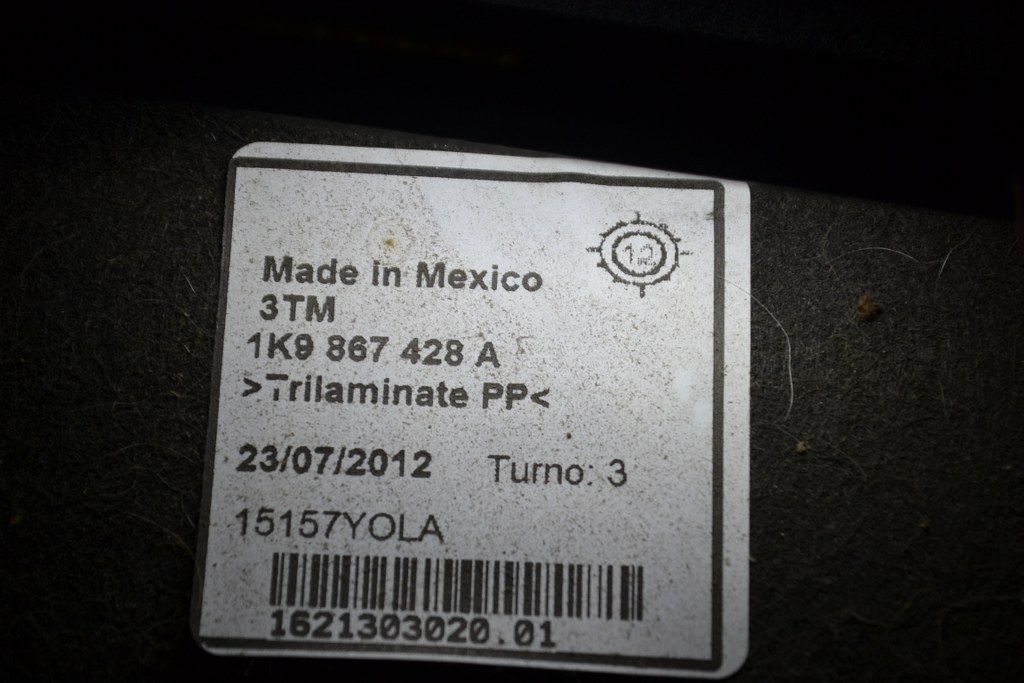 12
Made in Mexico
3TM
1K9 867 428 A
>Trilaminate PP<
23/07/2012 Turno: 3
15157YOLA
1621303020.01